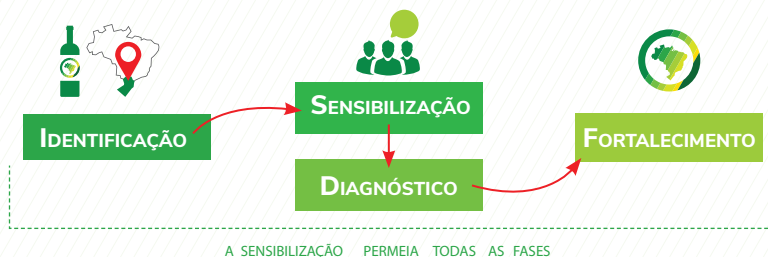 SENSIBILIZAÇÃO
IDENTIFICAÇÃO
FORTALECIMENTO
DIAGNÓSTICO
A SENSIBILIZAÇÃO PERMEIA TODAS AS FASES